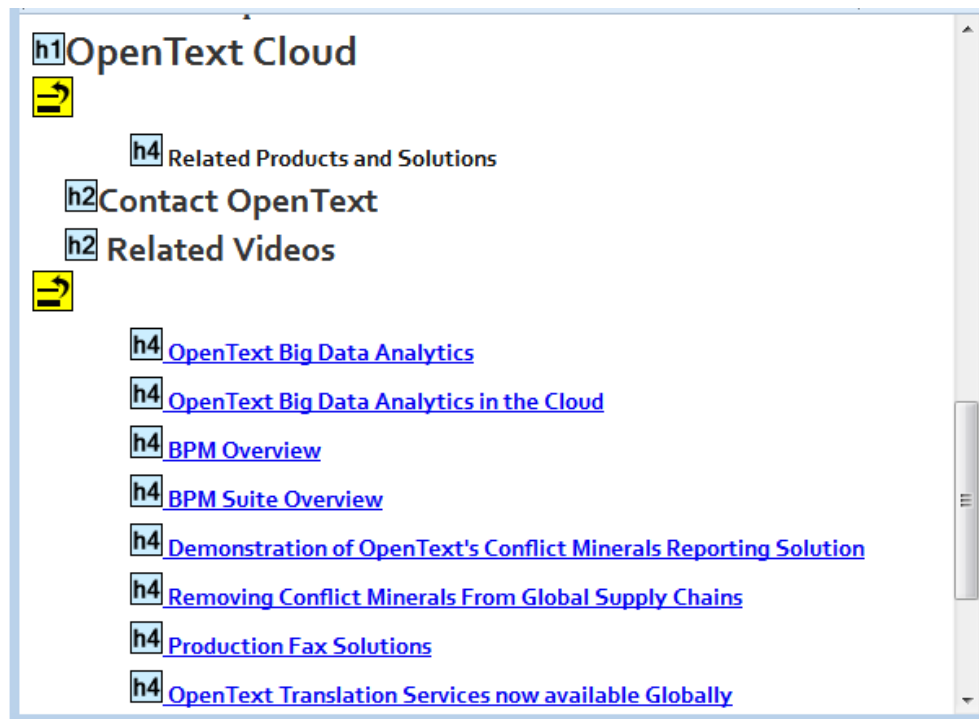 h1 OpenText Cloud
h4 Related Products and Solutions
h2 Contact OpenText
h2 Related Videos
h4 OpenText Big Data Analytics
h4 OpenText Big Data Analytics in the Cloud
h4 BPM Overview
h4 BPM Suite Overview
h4 Demonstration of OpenText's Conflict Minerals Reporting Solution
h4 Removing Conflict Minerals From Global Supply Chains
h4 Production Fax Solutions
h4 OpenText Translation Services now available Globally